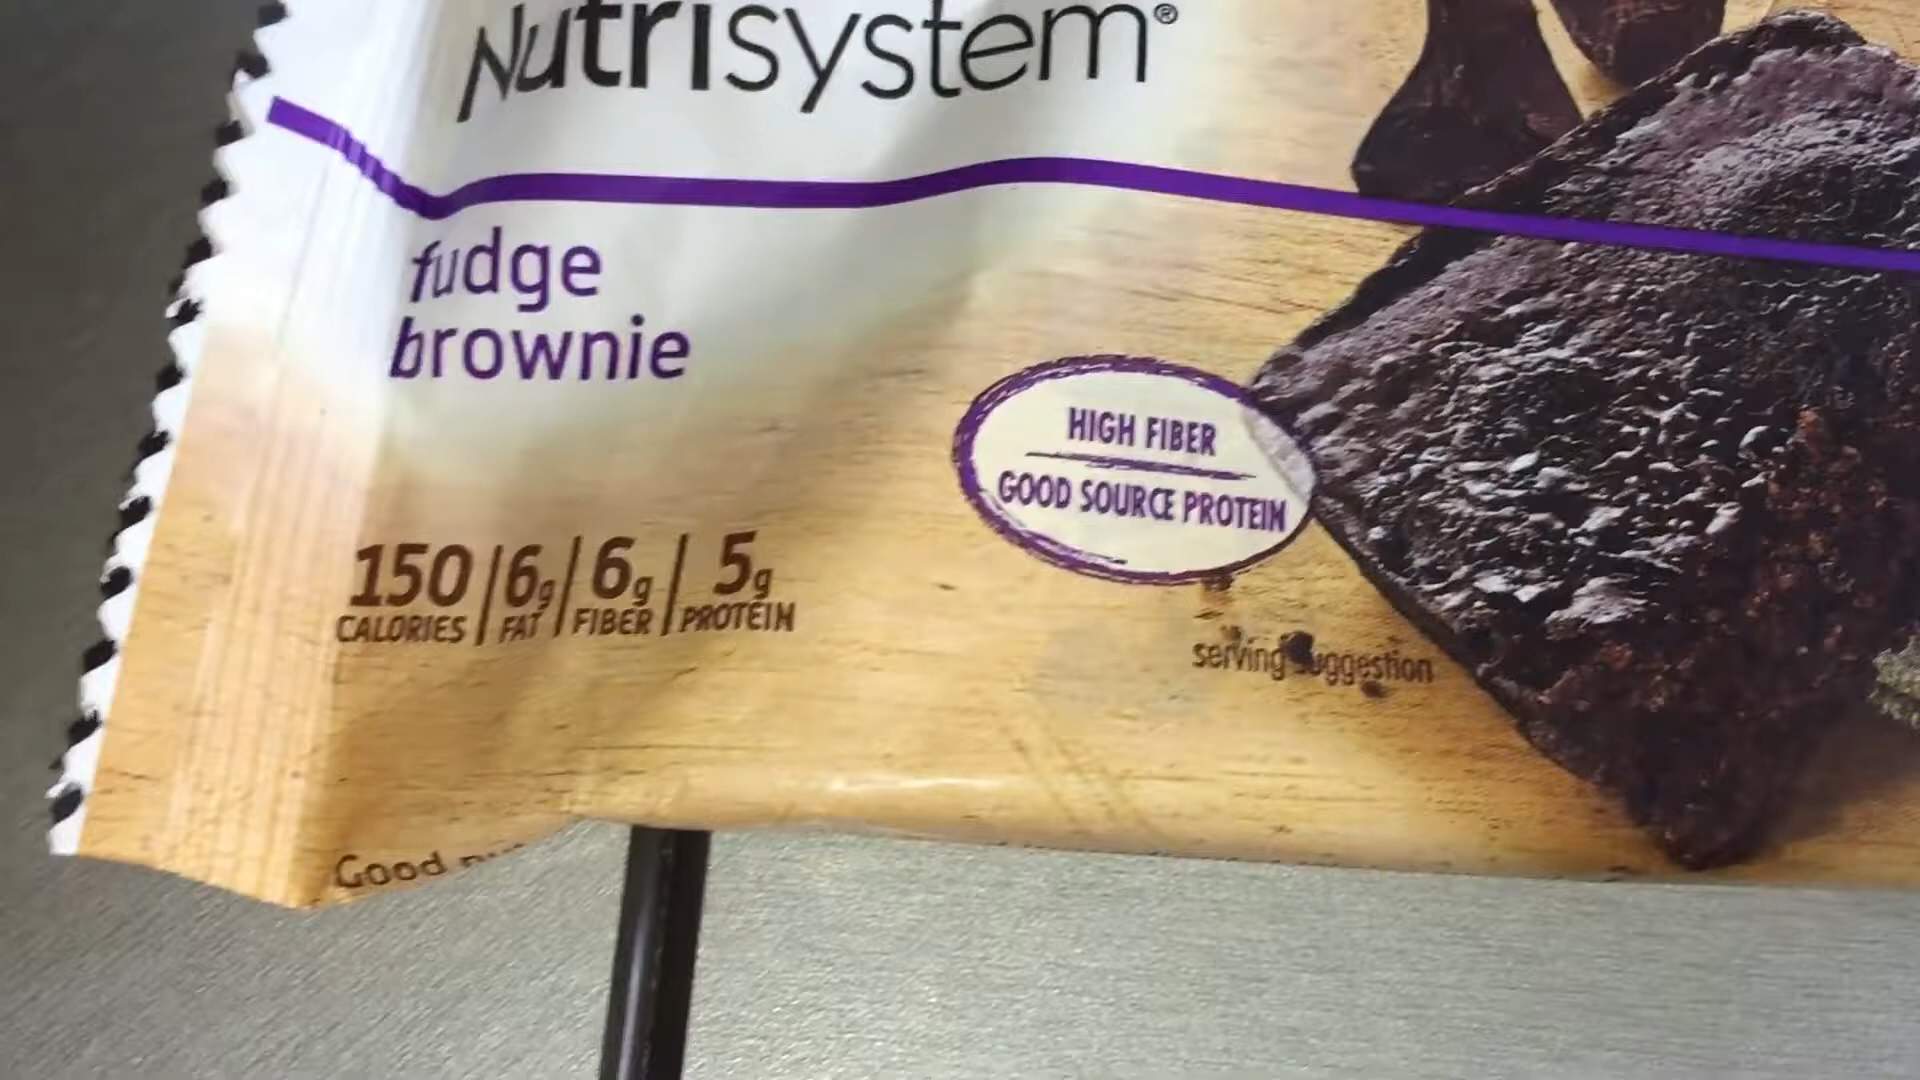 Nutrisystem®
fudge
brownie
HIGH FIBER
GOOD SOURCE PROTEIN
150 6g 6g 5g
CALORIES FAT FIBER PROTEIN
serving suggestion
Good